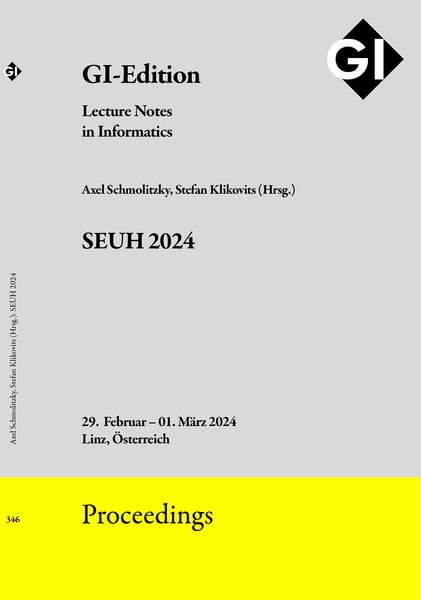 GI
GI
GI-Edition
Lecture Notes
in Informatics
Axel Schmolitzky, Stefan Klikovits (Hrsg.)
SEUH 2024
Axel Schmolitzky, Stefan Klikovits (Hrsg.): SEUH 2024
29. Februar – 01. März 2024
Linz, Österreich
346
Proceedings